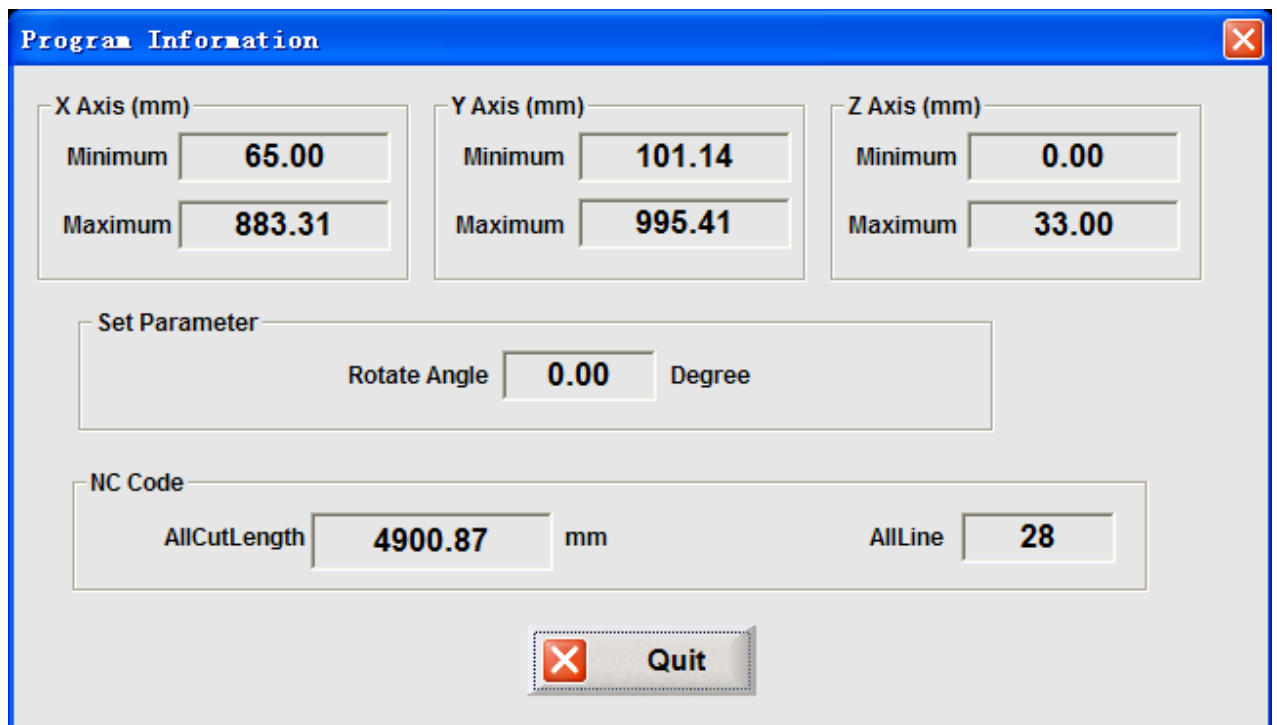 Program Information
X Axis (mm) Y Axis (mm) Z Axis (mm)
Minimum 65.00 Minimum 101.14 Minimum 0.00
Maximum 883.31 Maximum 995.41 Maximum 33.00
Set Parameter
Rotate Angle 0.00 Degree
NC Code
AllCutLength 4900.87 mm AllLine 28
Quit